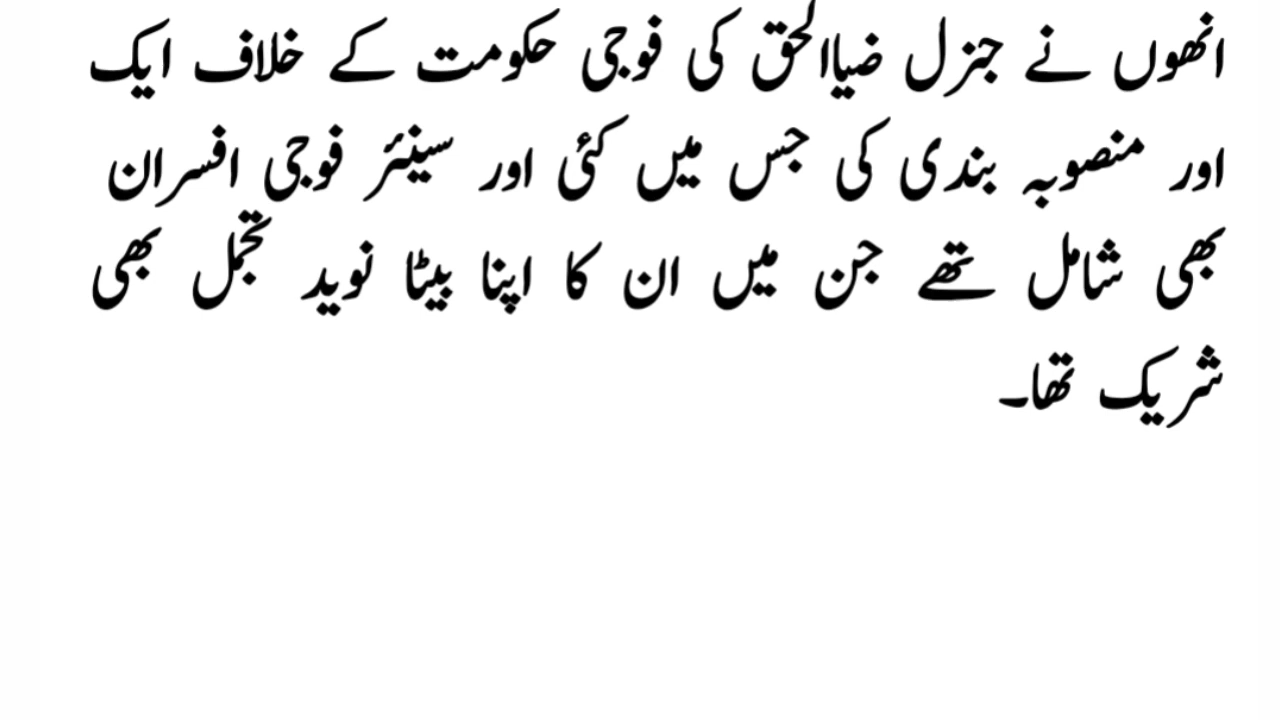 انھوں نے جنرل ضیاالحق کی فوجی حکومت کے خلاف ایک
اور منصوبہ بندی کی جس میں کئی اور سینئر فوجی افسران
بھی شامل تھے جن میں ان کا اپنا بیٹا نوید تجمل بھی
شریک تھا۔